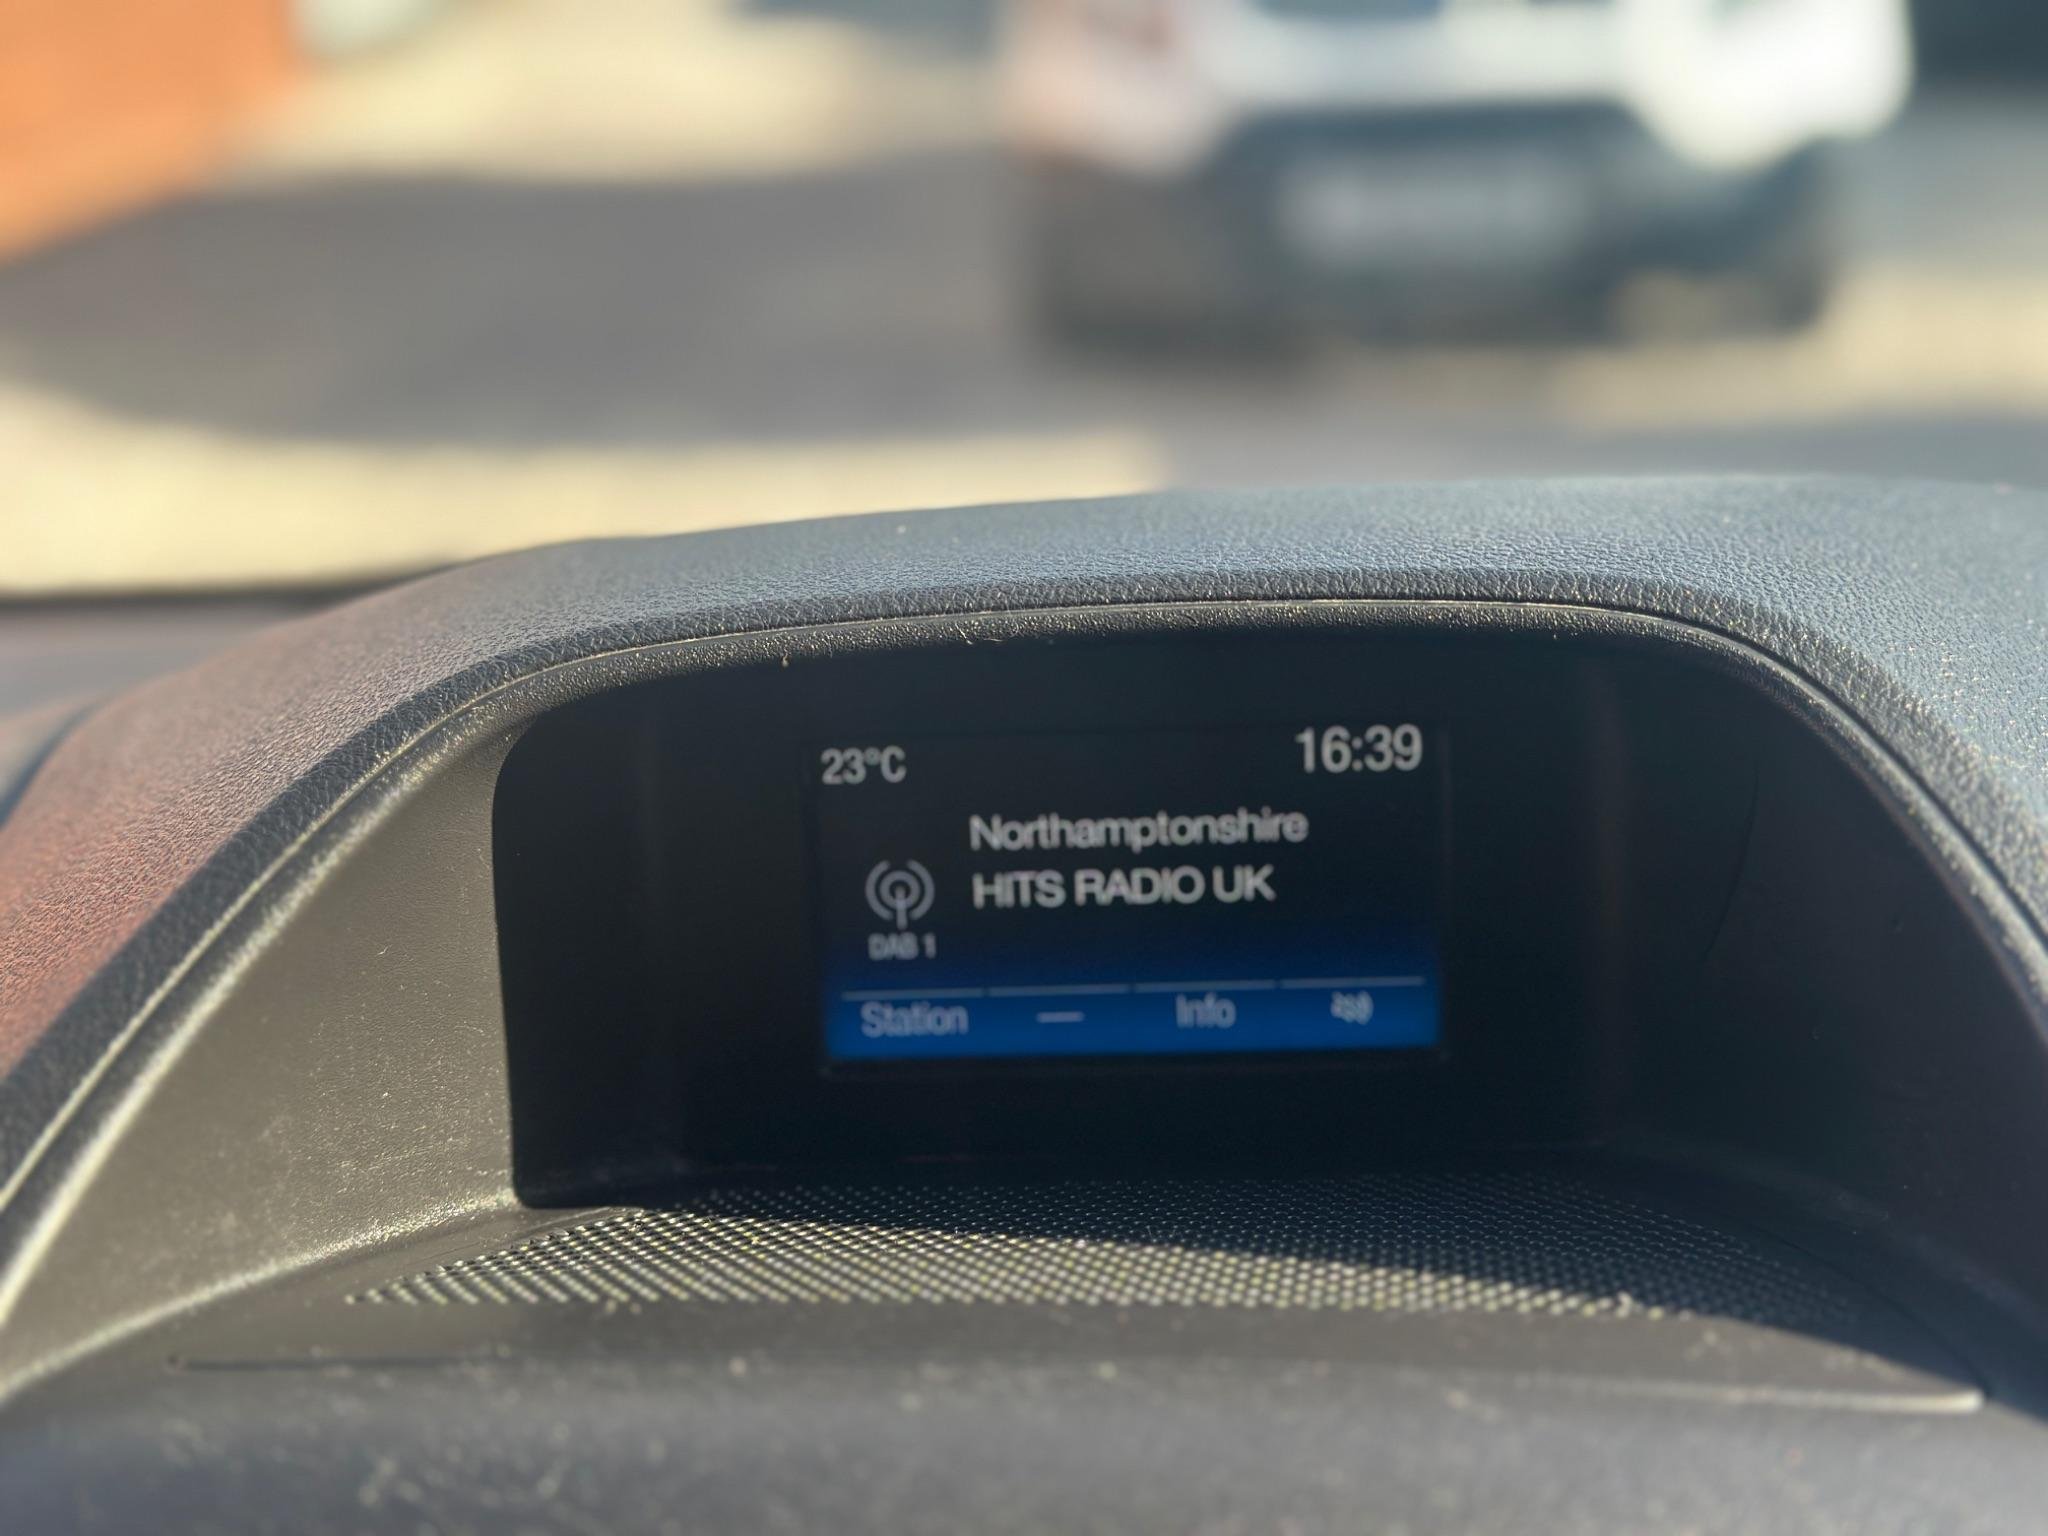 23°C
16:39
Northamptonshire
HITS RADIO UK
DAB 1
Station
Info